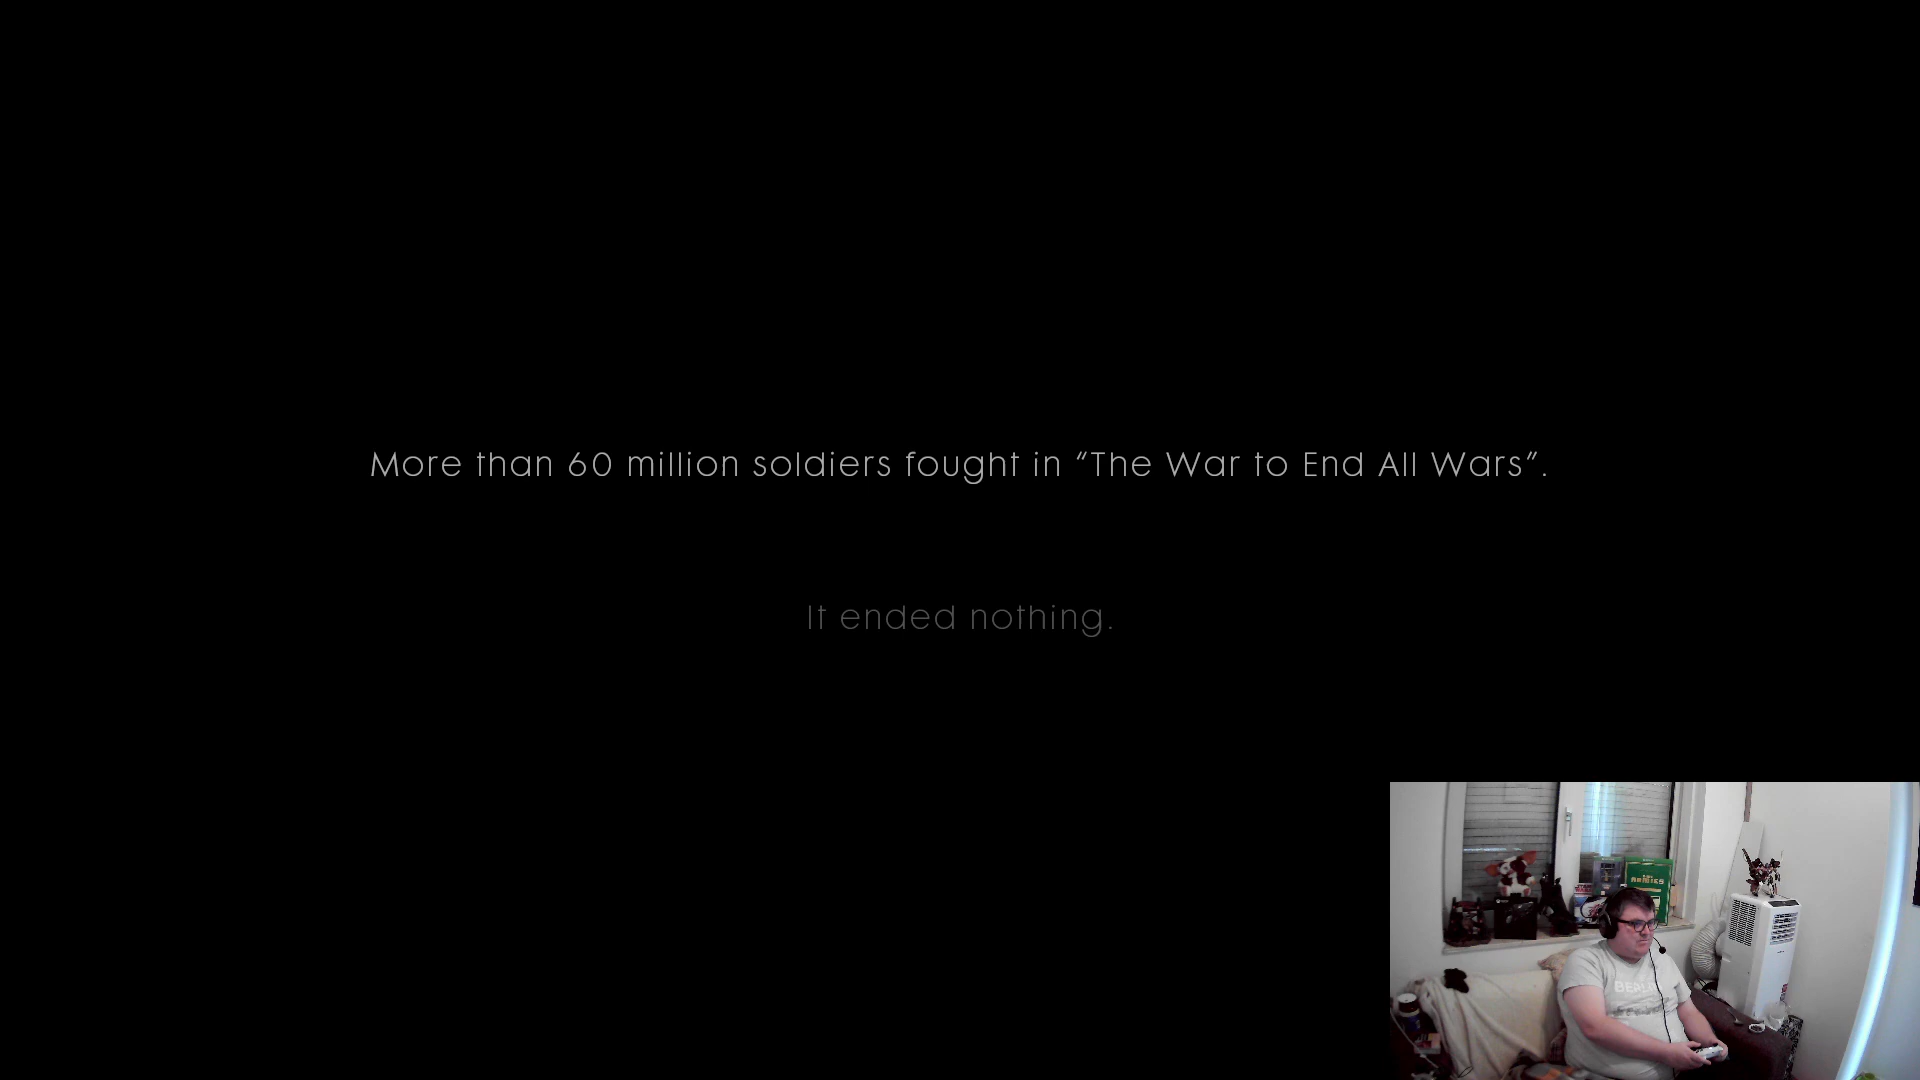 More than 60 million soldiers fought in “The War to End All Wars”.
It ended nothing.